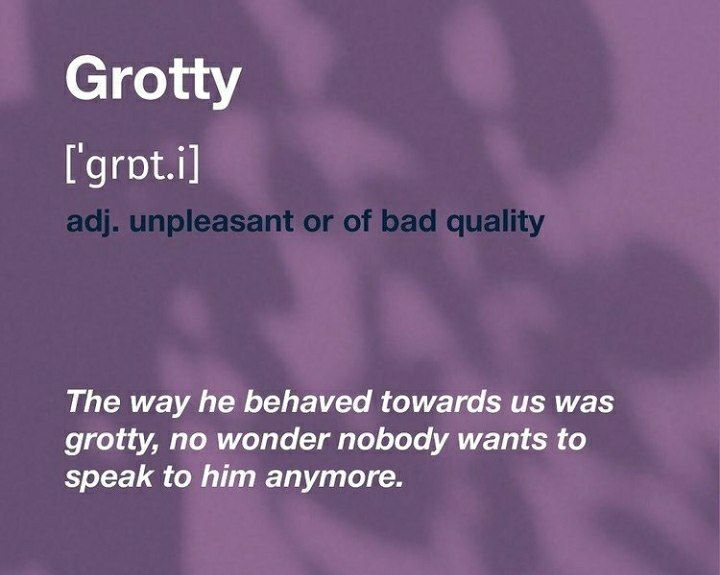 Grotty
['grɒt.i]
adj. unpleasant or of bad quality
The way he behaved towards us was
grotty, no wonder nobody wants to
speak to him anymore.